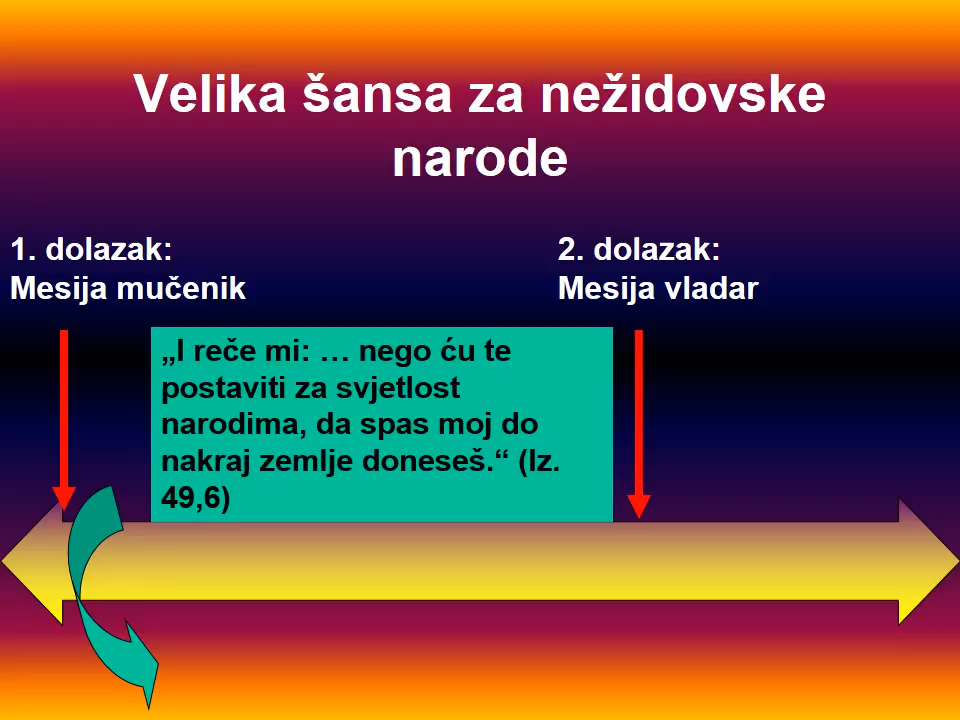 Velika šansa za nežidovske
narode
1. dolazak:
Mesija mučenik
2. dolazak:
Mesija vladar
„I reče mi: … nego ću te
postaviti za svjetlost
narodima, da spas moj do
nakraj zemlje doneseš.“ (Iz.
49,6)